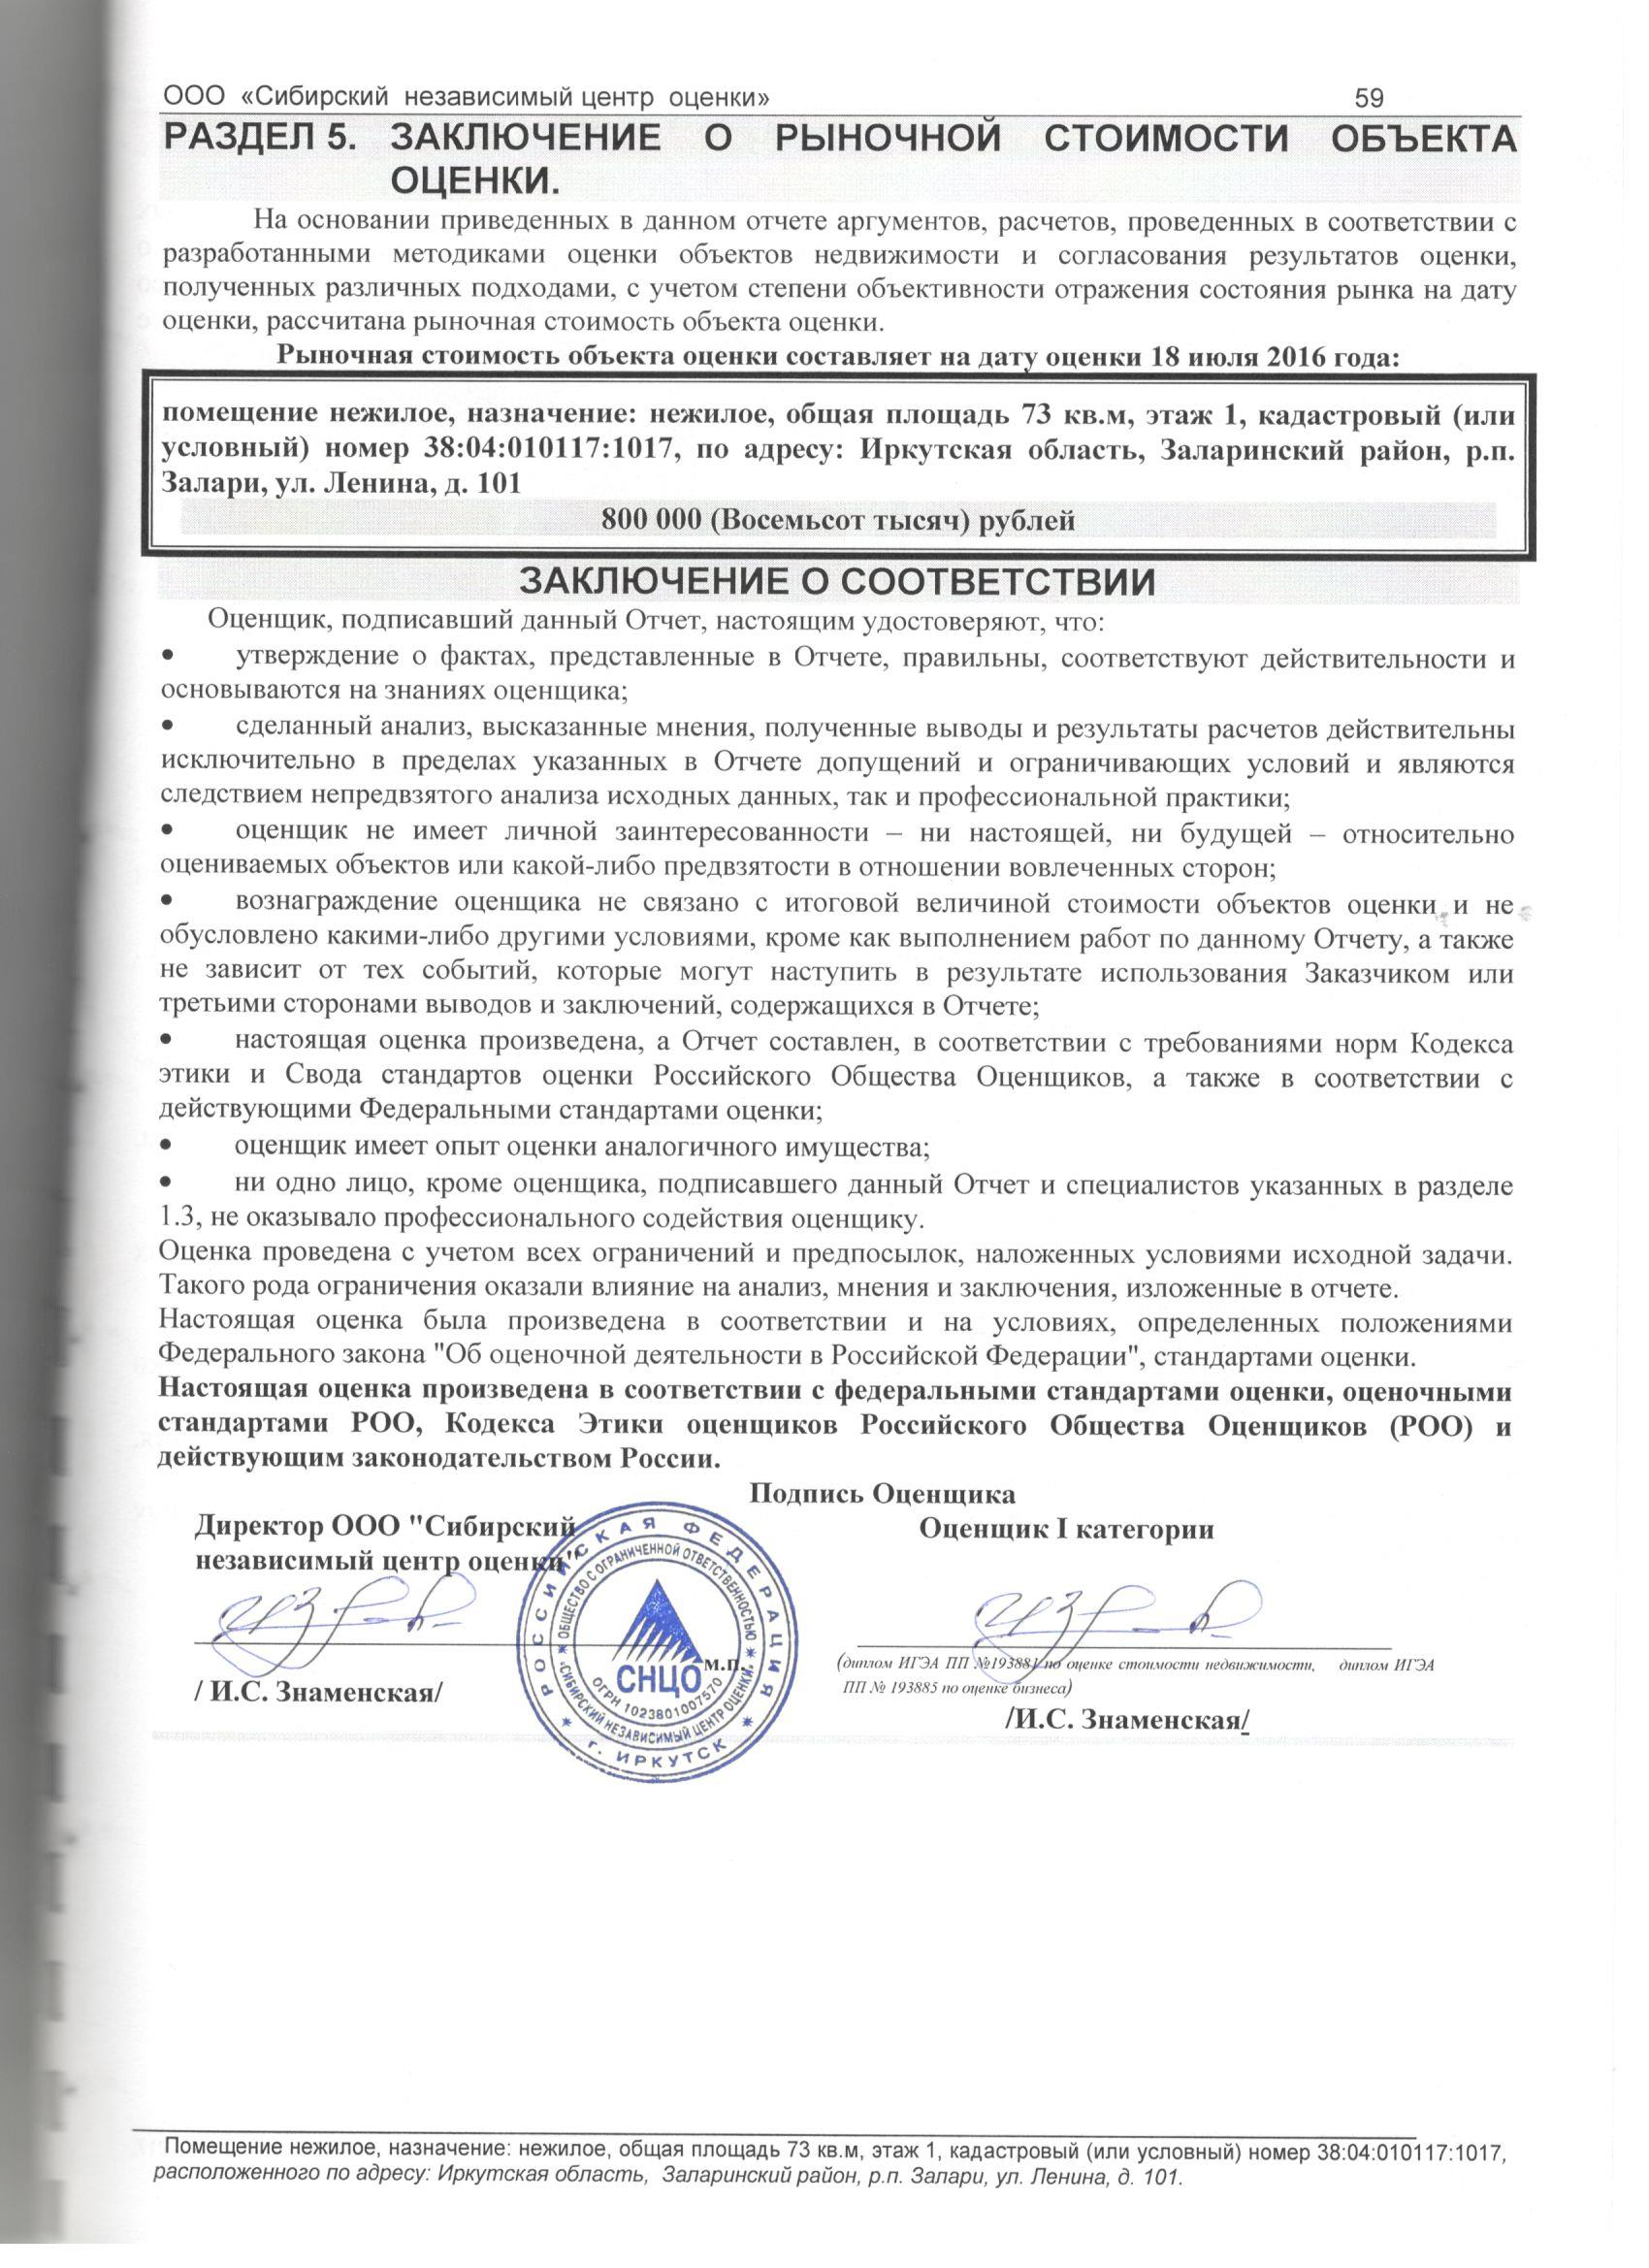 ООО «Сибирский независимый центр оценки» 59
РАЗДЕЛ 5. ЗАКЛЮЧЕНИЕ О РЫНОЧНОЙ СТОИМОСТИ ОБЪЕКТА
ОЦЕНКИ.
На основании приведенных в данном отчете аргументов, расчетов, проведенных в соответствии с
разработанными методиками оценки объектов недвижимости и согласования результатов оценки,
полученных различных подходами, с учетом степени объективности отражения состояния рынка на дату
оценки, рассчитана рыночная стоимость объекта оценки.
Рыночная стоимость объекта оценки составляет на дату оценки 18 июля 2016 года:
помещение нежилое, назначение: нежилое, общая площадь 73 кв.м, этаж 1, кадастровый (или
условный) номер 38:04:010117:1017, по адресу: Иркутская область, Заларинский район, р.п.
Залари, ул. Ленина, д. 101
800 000 (Восемьсот тысяч) рублей
ЗАКЛЮЧЕНИЕ О СООТВЕТСТВИИ
Оценщик, подписавший данный Отчет, настоящим удостоверяют, что:
• утверждение о фактах, представленные в Отчете, правильны, соответствуют действительности и
основываются на знаниях оценщика;
• сделанный анализ, высказанные мнения, полученные выводы и результаты расчетов действительны
исключительно в пределах указанных в Отчете допущений и ограничивающих условий и являются
следствием непредвзятого анализа исходных данных, так и профессиональной практики;
• оценщик не имеет личной заинтересованности – ни настоящей, ни будущей – относительно
оцениваемых объектов или какой-либо предвзятости в отношении вовлеченных сторон;
• вознаграждение оценщика не связано с итоговой величиной стоимости объектов оценки и не
обусловлено какими-либо другими условиями, кроме как выполнением работ по данному Отчету, а также
не зависит от тех событий, которые могут наступить в результате использования Заказчиком или
третьими сторонами выводов и заключений, содержащихся в Отчете;
• настоящая оценка произведена, а Отчет составлен, в соответствии с требованиями норм Кодекса
этики и Свода стандартов оценки Российского Общества Оценщиков, а также в соответствии с
действующими Федеральными стандартами оценки;
• оценщик имеет опыт оценки аналогичного имущества;
• ни одно лицо, кроме оценщика, подписавшего данный Отчет и специалистов указанных в разделе
1.3, не оказывало профессионального содействия оценщику.
Оценка проведена с учетом всех ограничений и предпосылок, наложенных условиями исходной задачи.
Такого рода ограничения оказали влияние на анализ, мнения и заключения, изложенные в отчете.
Настоящая оценка была произведена в соответствии и на условиях, определенных положениями
Федерального закона "Об оценочной деятельности в Российской Федерации", стандартами оценки.
Настоящая оценка произведена в соответствии с федеральными стандартами оценки, оценочными
стандартами РОО, Кодекса Этики оценщиков Российского Общества Оценщиков (РОО) и
действующим законодательством России.
Подпись Оценщика
Директор ООО "Сибирский
независимый центр оценки"
Оценщик I категории
РОССИЙСКАЯ ФЕДЕРАЦИЯ
ОБЩЕСТВО С ОГРАНИЧЕННОЙ ОТВЕТСТВЕННОСТЬЮ
СНЦО
ОГРН 1023801007570
«СИБИРСКИЙ НЕЗАВИСИМЫЙ ЦЕНТР ОЦЕНКИ»
г. ИРКУТСК
м.п.
(диплом ИГЭА ПП №193881 по оценке стоимости недвижимости, диплом ИГЭА
ПП № 193885 по оценке бизнеса)
/ И.С. Знаменская/
/И.С. Знаменская/
Помещение нежилое, назначение: нежилое, общая площадь 73 кв.м, этаж 1, кадастровый (или условный) номер 38:04:010117:1017,
расположенного по адресу: Иркутская область, Заларинский район, р.п. Залари, ул. Ленина, д. 101.